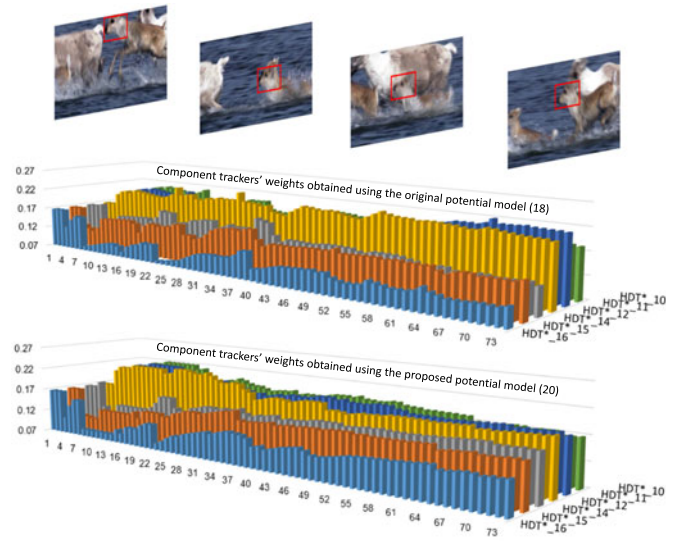 Component trackers' weights obtained using the original potential model (18)
0.27
0.22
0.17
0.12
0.07
1 4 7 10 13 16 19 22 25 28 31 34 37 40 43 46 49 52 55 58 61 64 67 70 73
HDT*_16
HDT*_15
HDT*_14
HDT*_12
HDT*_11
HDT*_10
Component trackers' weights obtained using the proposed potential model (20)
0.27
0.22
0.17
0.12
0.07
1 4 7 10 13 16 19 22 25 28 31 34 37 40 43 46 49 52 55 58 61 64 67 70 73
HDT*_16
HDT*_15
HDT*_14
HDT*_12
HDT*_11
HDT*_10